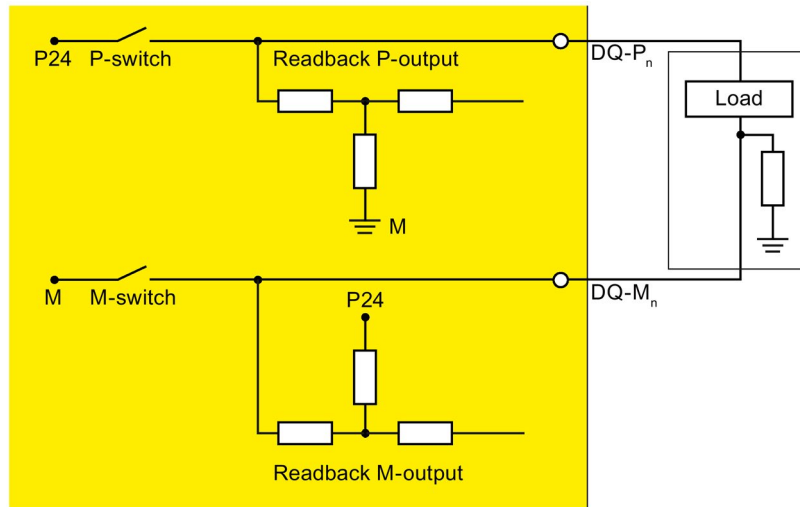 P24 P-switch Readback P-output DQ-Pn
Load
M
M M-switch DQ-Mn
P24
Readback M-output